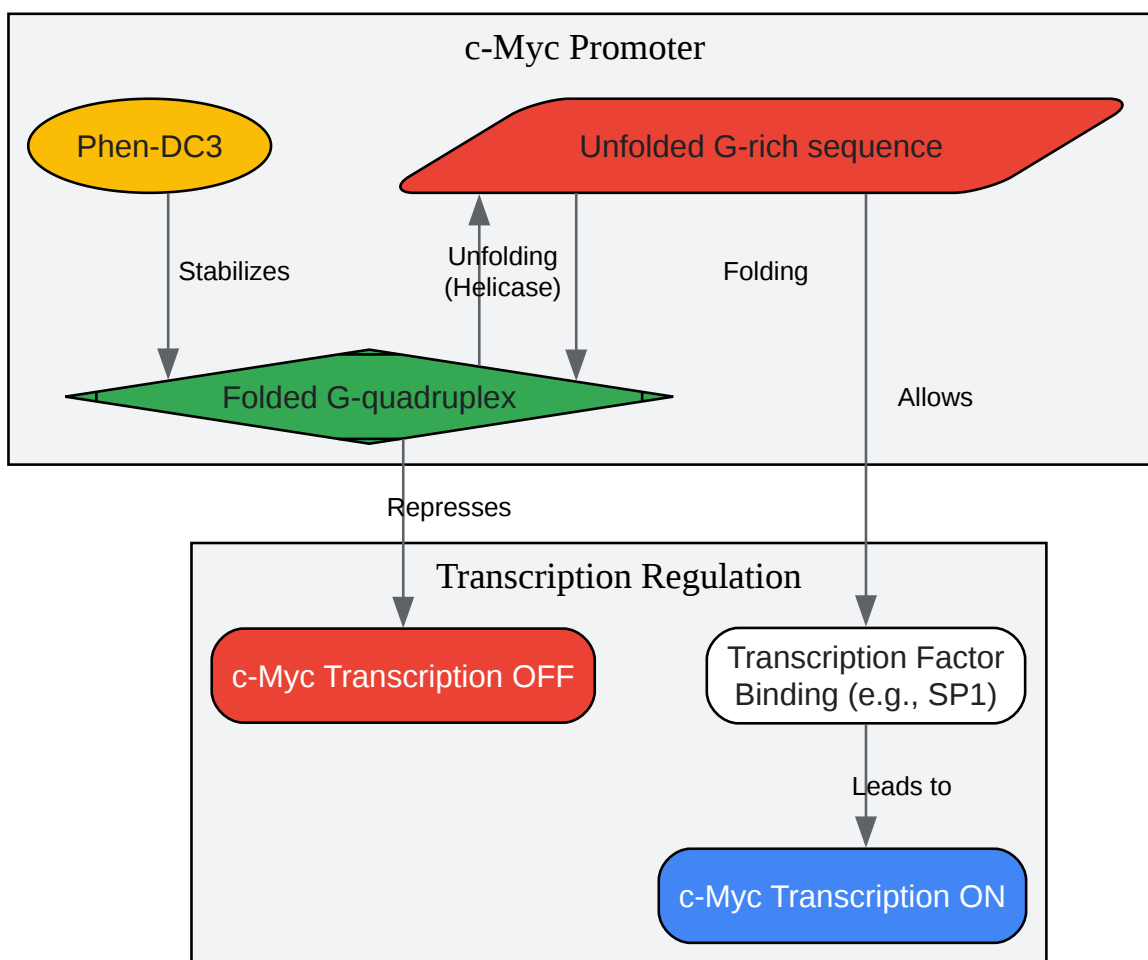 c-Myc Promoter
Phen-DC3
Unfolded G-rich sequence
Stabilizes
Unfolding
(Helicase)
Folding
Folded G-quadruplex
Allows
Represses
Transcription Regulation
c-Myc Transcription OFF
Transcription Factor
Binding (e.g., SP1)
Leads to
c-Myc Transcription ON